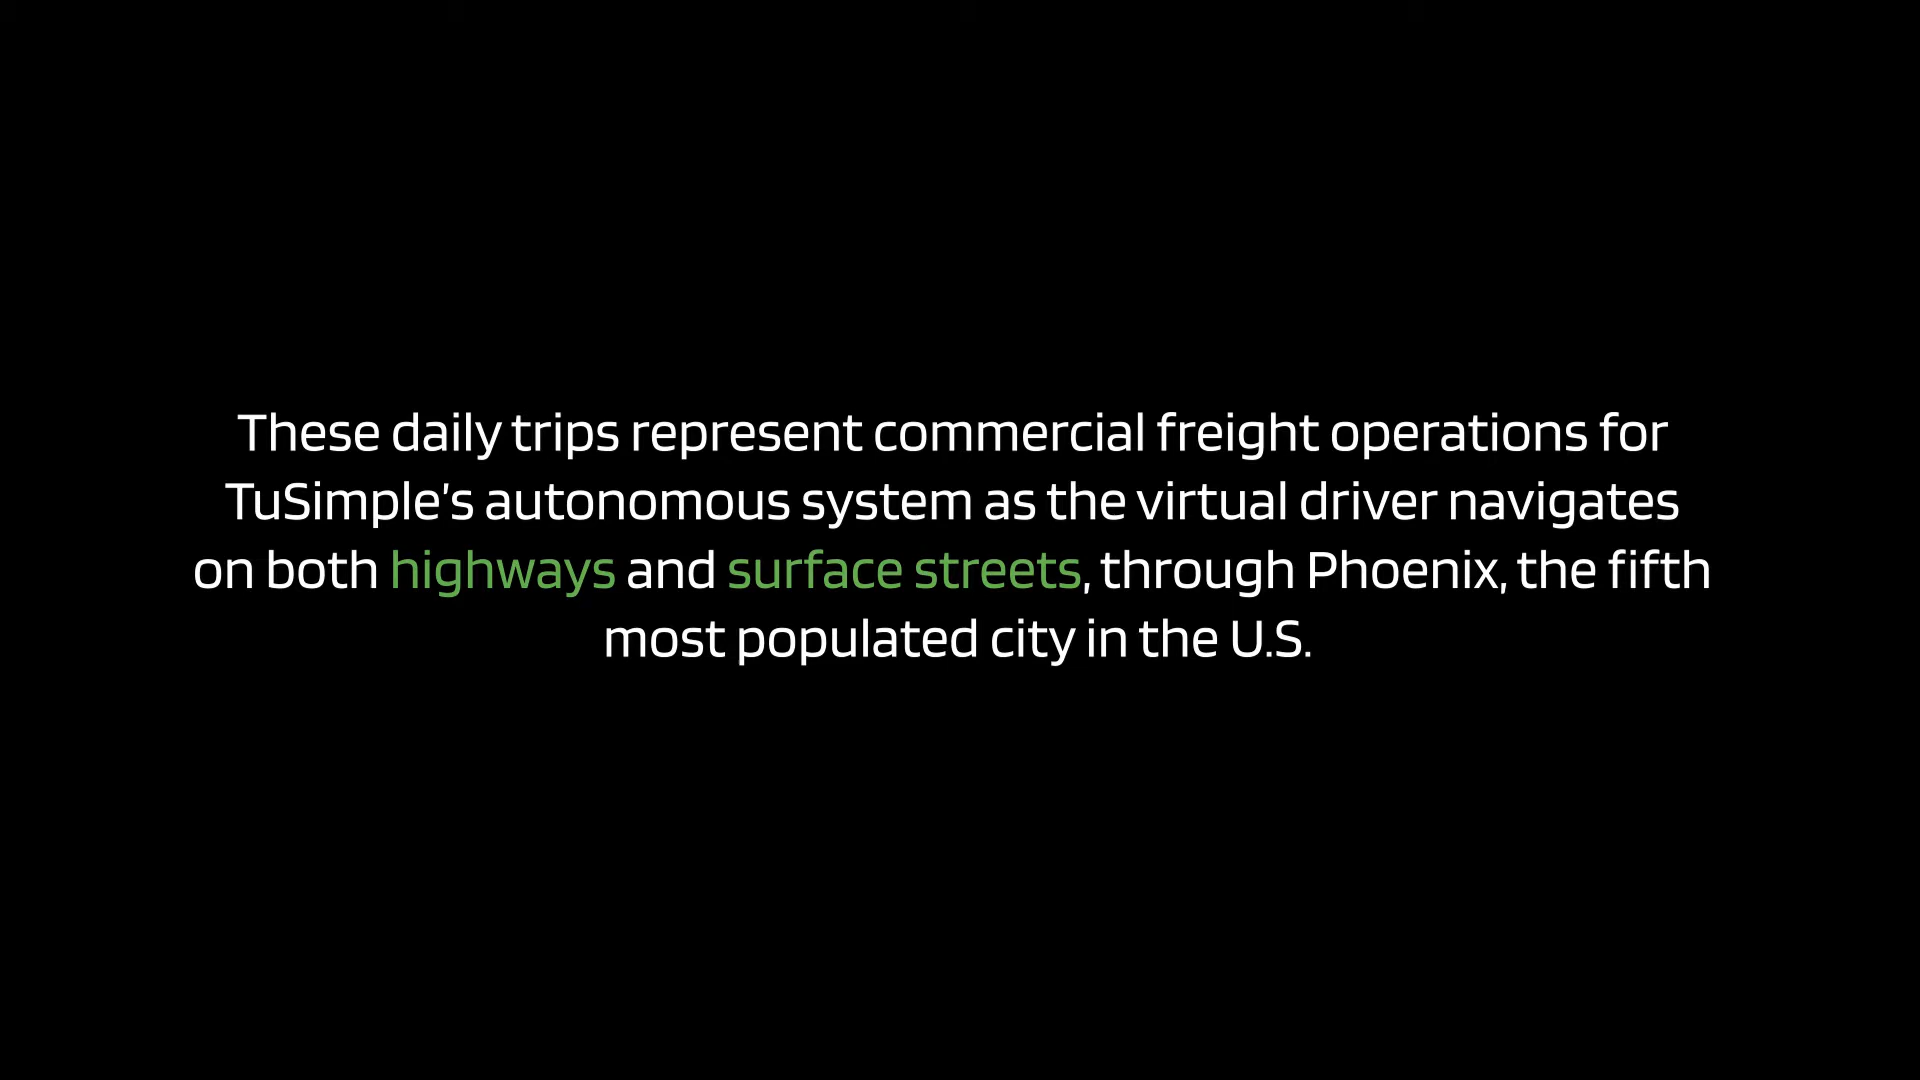 These daily trips represent commercial freight operations for
TuSimple's autonomous system as the virtual driver navigates
on both highways and surface streets, through Phoenix, the fifth
most populated city in the U.S.